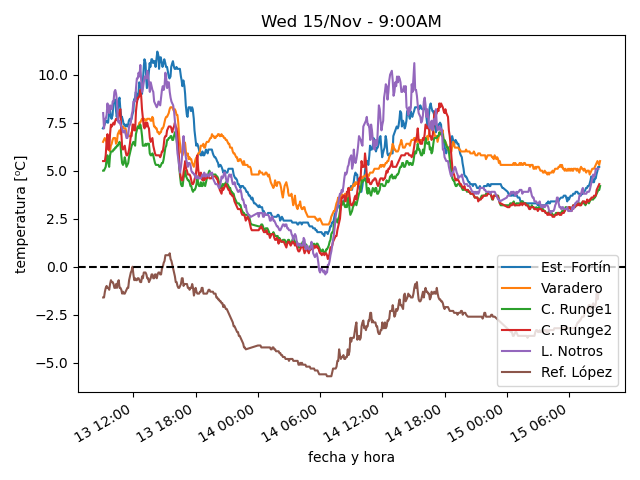 Wed 15/Nov - 9:00AM
temperatura [ºC]
10.0
7.5
5.0
2.5
0.0
−2.5
−5.0
Est. Fortín
Varadero
C. Runge1
C. Runge2
L. Notros
Ref. López
13 12:00
13 18:00
14 00:00
14 06:00
14 12:00
14 18:00
15 00:00
15 06:00
fecha y hora